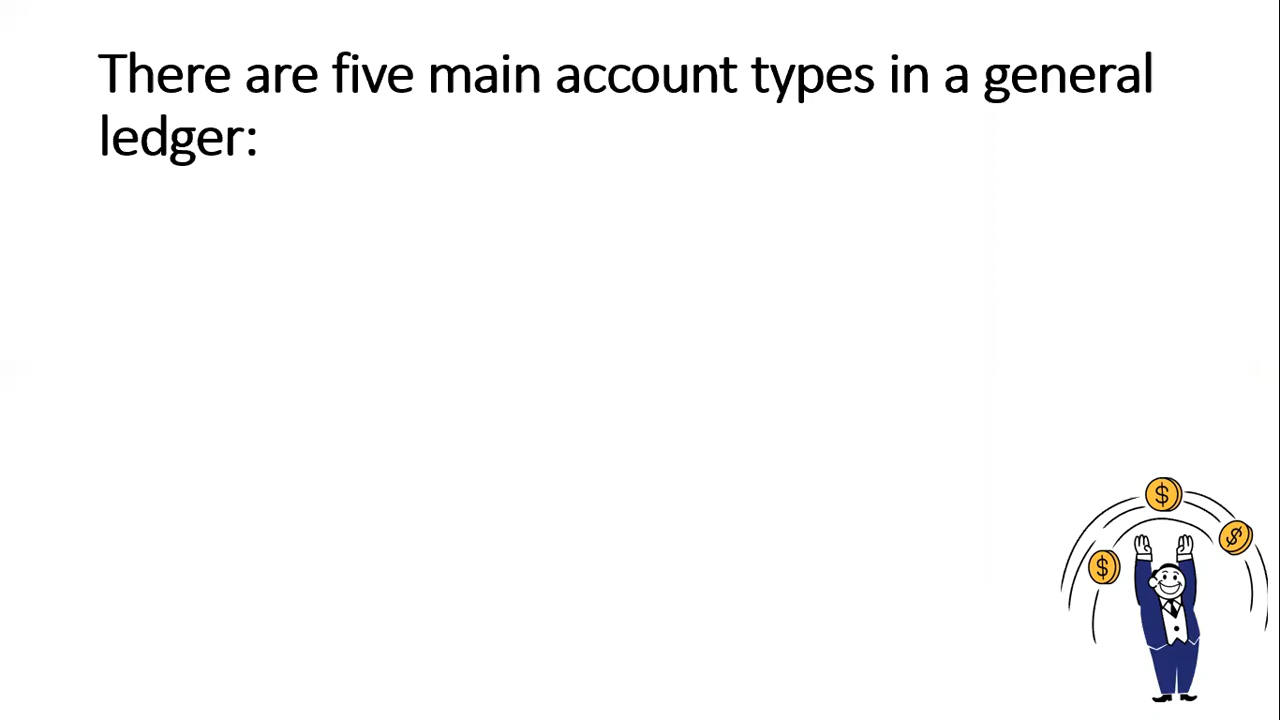 There are five main account types in a general
ledger:
$
$
$